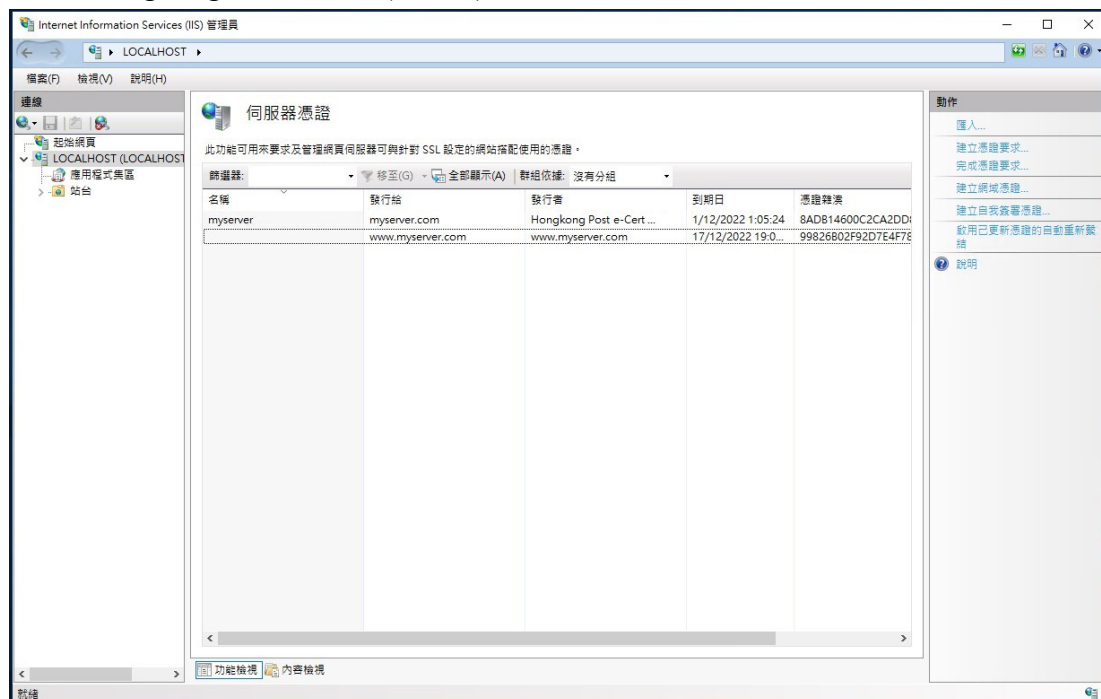 Internet Information Services (IIS) 管理員
LOCALHOST
檔案(F) 檢視(V) 說明(H)
連線
起始網頁
LOCALHOST (LOCALHOST
應用程式集區
站台
伺服器憑證
此功能可用來要求及管理網頁伺服器可與針對 SSL 設定的網站搭配使用的憑證。
篩選器: 移至(G) 全部顯示(A) 群組依據: 沒有分組
名稱 發行給 發行者 到期日 憑證雜湊
myserver myserver.com Hongkong Post e-Cert ... 1/12/2022 1:05:24 8ADB14600C2CA2DD
www.myserver.com www.myserver.com 17/12/2022 19:0... 99826B02F92D7E4F78
功能檢視 內容檢視
就緒
動作
匯入...
建立憑證要求...
完成憑證要求...
建立網域憑證...
建立自我簽署憑證...
啟用已更新憑證的自動重新繫
結
說明